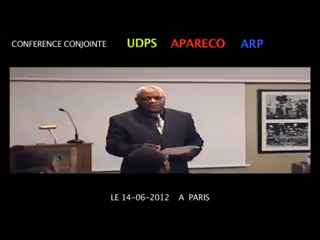 CONFERENCE CONJOINTE UDPS APARECO ARP
LE 14-06-2012 A PARIS